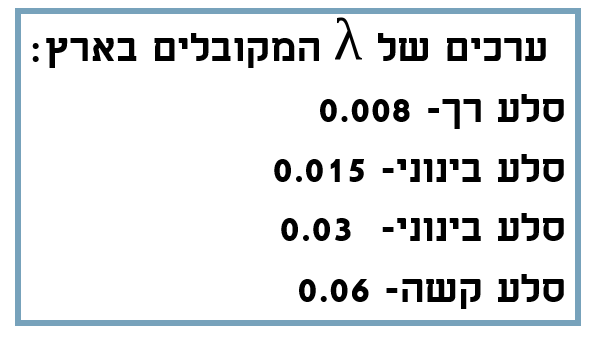 ערכים של λ המקובלים בארץ:
סלע רך- 0.008
סלע בינוני- 0.015
סלע בינוני- 0.03
סלע קשה- 0.06